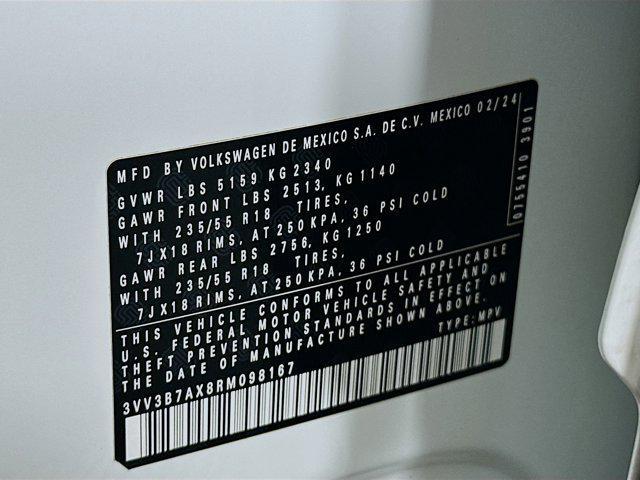 MFD BY VOLKSWAGEN DE MEXICO S.A. DE C.V. MEXICO 02/24
GVWR LBS 5159 KG 2340
GAWR FRONT LBS 2513, KG 1140
WITH 235/55 R18 TIRES,
7JX18 RIMS, AT 250 KPA, 36 PSI COLD
GAWR REAR LBS 2756, KG 1250
WITH 235/55 R18 TIRES,
7JX18 RIMS, AT 250 KPA, 36 PSI COLD
THIS VEHICLE CONFORMS TO ALL APPLICABLE
U.S. FEDERAL MOTOR VEHICLE SAFETY AND
THEFT PREVENTION STANDARDS IN EFFECT ON
THE DATE OF MANUFACTURE SHOWN ABOVE.
3VV3B7AX8RM098167 TYPE: MPV
0755410 3901